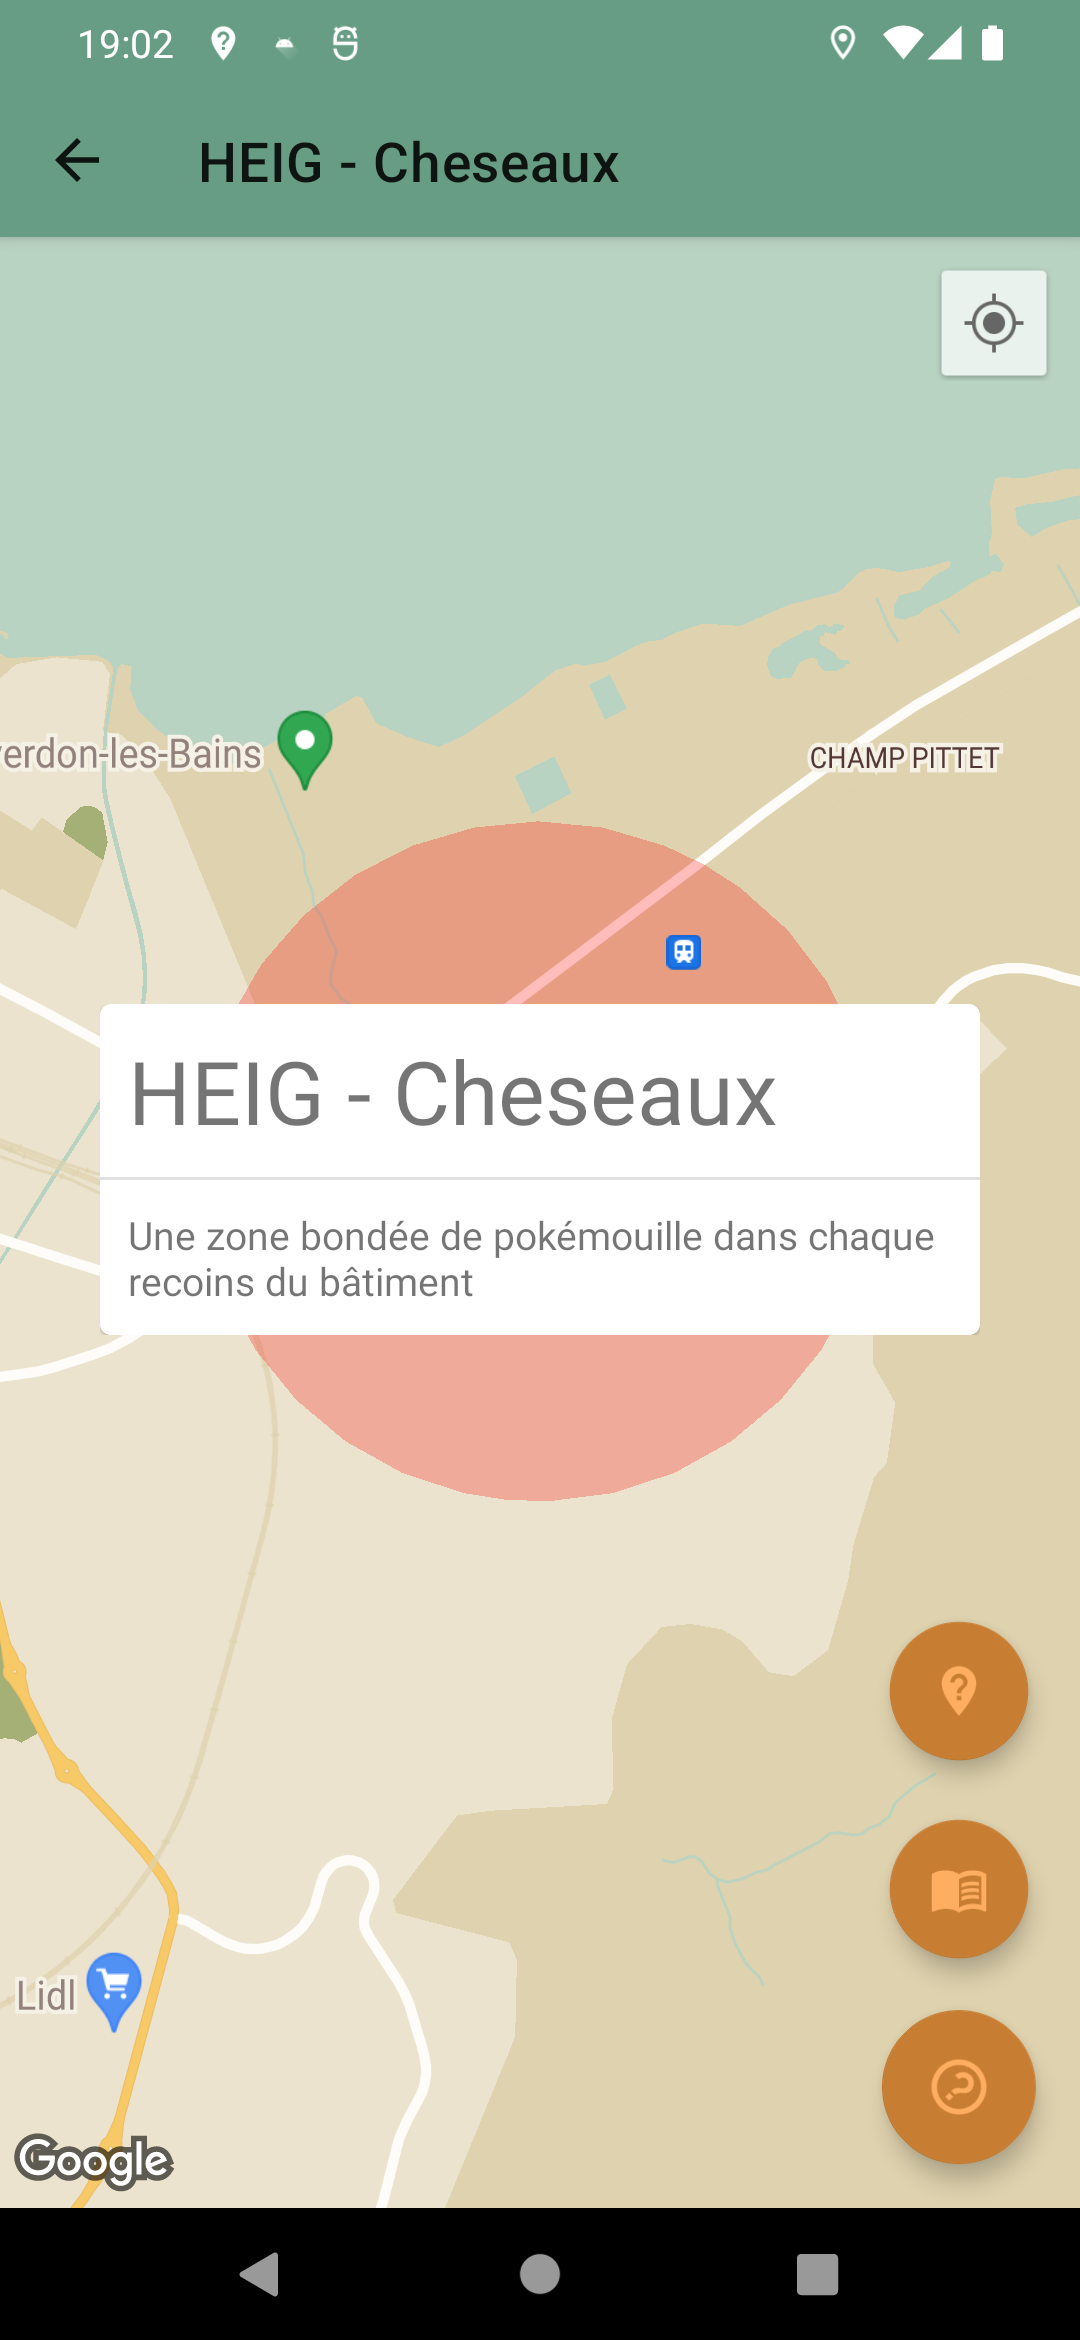 19:02
HEIG - Cheseaux
verdon-les-Bains
CHAMP PITTET
HEIG - Cheseaux
Une zone bondée de pokémouille dans chaque
recoins du bâtiment
Lidl
Google